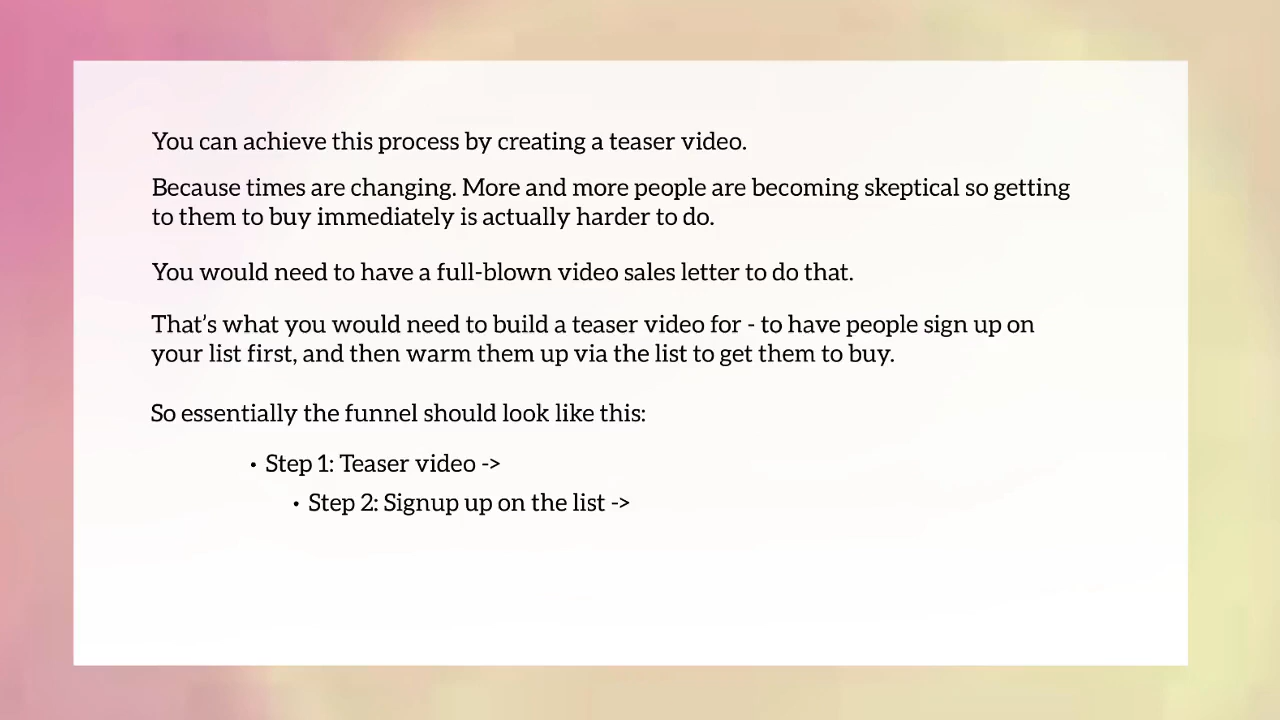 You can achieve this process by creating a teaser video.
Because times are changing. More and more people are becoming skeptical so getting
to them to buy immediately is actually harder to do.
You would need to have a full-blown video sales letter to do that.
That’s what you would need to build a teaser video for - to have people sign up on
your list first, and then warm them up via the list to get them to buy.
So essentially the funnel should look like this:
• Step 1: Teaser video ->
• Step 2: Signup up on the list ->